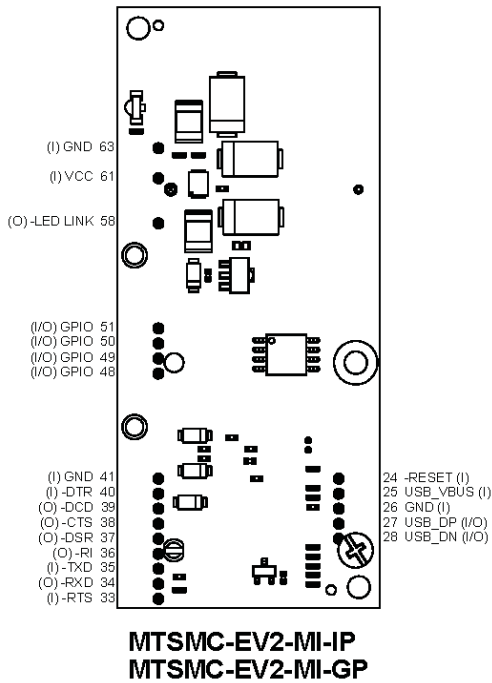 (I) GND 63
(I) VCC 61
(O) -LED LINK 58
(I/O) GPIO 51
(I/O) GPIO 50
(I/O) GPIO 49
(I/O) GPIO 48
(I) GND 41
(I) -DTR 40
(O) -DCD 39
(O) -CTS 38
(O) -DSR 37
(O) -RI 36
(I) -TXD 35
(O) -RXD 34
(I) -RTS 33
24 -RESET (I)
25 USB_VBUS (I)
26 GND (I)
27 USB_DP (I/O)
28 USB_DN (I/O)
MTSMC-EV2-MI-IP
MTSMC-EV2-MI-GP